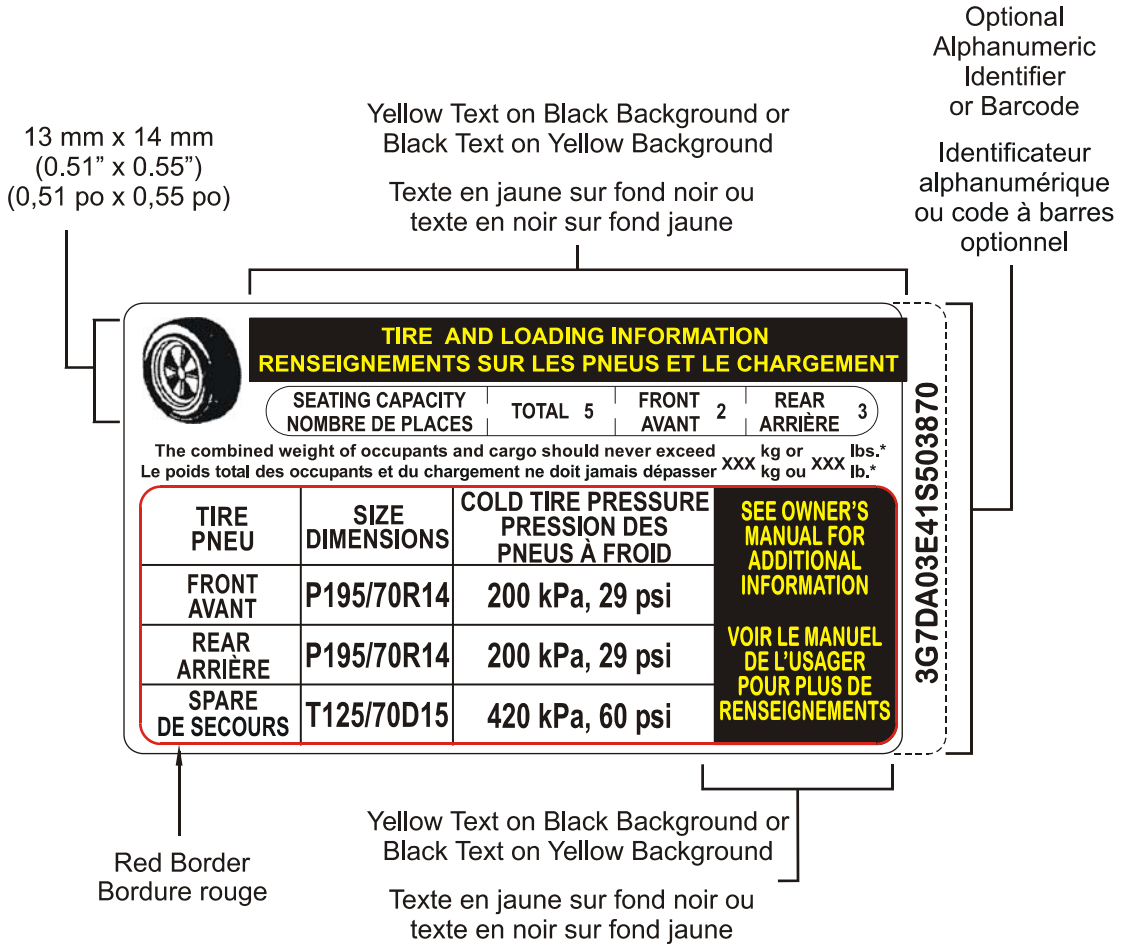 Optional
Alphanumeric
Identifier
or Barcode
Identificateur
alphanumérique
ou code à barres
optionnel
13 mm x 14 mm
(0.51” x 0.55”)
(0,51 po x 0,55 po)
Yellow Text on Black Background or
Black Text on Yellow Background
Texte en jaune sur fond noir ou
texte en noir sur fond jaune
TIRE AND LOADING INFORMATION
RENSEIGNEMENTS SUR LES PNEUS ET LE CHARGEMENT
SEATING CAPACITY
NOMBRE DE PLACES
TOTAL 5
FRONT
AVANT
2
REAR
ARRIÈRE
3
The combined weight of occupants and cargo should never exceed XXX kg or XXX lbs.*
Le poids total des occupants et du chargement ne doit jamais dépasser kg ou lb.*
TIRE
PNEU
SIZE
DIMENSIONS
COLD TIRE PRESSURE
PRESSION DES
PNEUS À FROID
FRONT
AVANT
P195/70R14
200 kPa, 29 psi
REAR
ARRIÈRE
P195/70R14
200 kPa, 29 psi
SPARE
DE SECOURS
T125/70D15
420 kPa, 60 psi
SEE OWNER’S
MANUAL FOR
ADDITIONAL
INFORMATION
VOIR LE MANUEL
DE L’USAGER
POUR PLUS DE
RENSEIGNEMENTS
3G7DA03E41S503870
Red Border
Bordure rouge
Yellow Text on Black Background or
Black Text on Yellow Background
Texte en jaune sur fond noir ou
texte en noir sur fond jaune